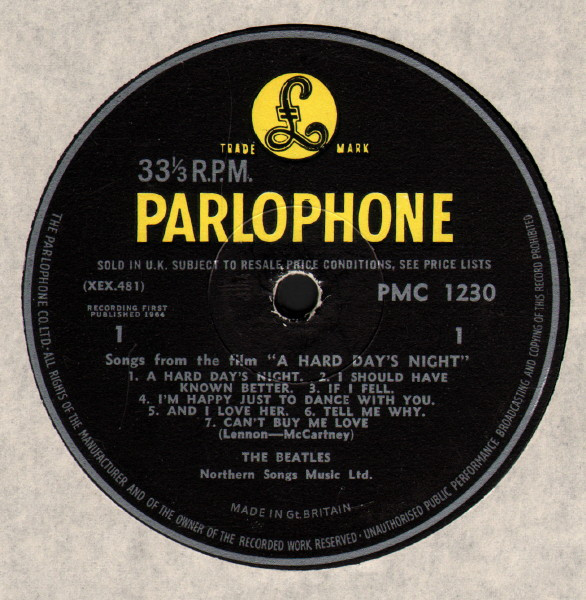 £
TRADE MARK
33⅓ R.P.M.
PARLOPHONE
SOLD IN U.K. SUBJECT TO RESALE PRICE CONDITIONS, SEE PRICE LISTS
(XEX.481)
PMC 1230
RECORDING FIRST
PUBLISHED 1964
1
1
Songs from the film "A HARD DAY'S NIGHT"
1. A HARD DAY'S NIGHT. 2. I SHOULD HAVE
KNOWN BETTER. 3. IF I FELL.
4. I'M HAPPY JUST TO DANCE WITH YOU.
5. AND I LOVE HER. 6. TELL ME WHY.
7. CAN'T BUY ME LOVE
(Lennon—McCartney)
THE BEATLES
Northern Songs Music Ltd.
MADE IN GT. BRITAIN
THE PARLOPHONE CO. LTD. · ALL RIGHTS OF THE MANUFACTURER AND OF THE OWNER OF THE RECORDED WORK RESERVED · UNAUTHORISED PUBLIC PERFORMANCE BROADCASTING AND COPYING OF THIS RECORD PROHIBITED